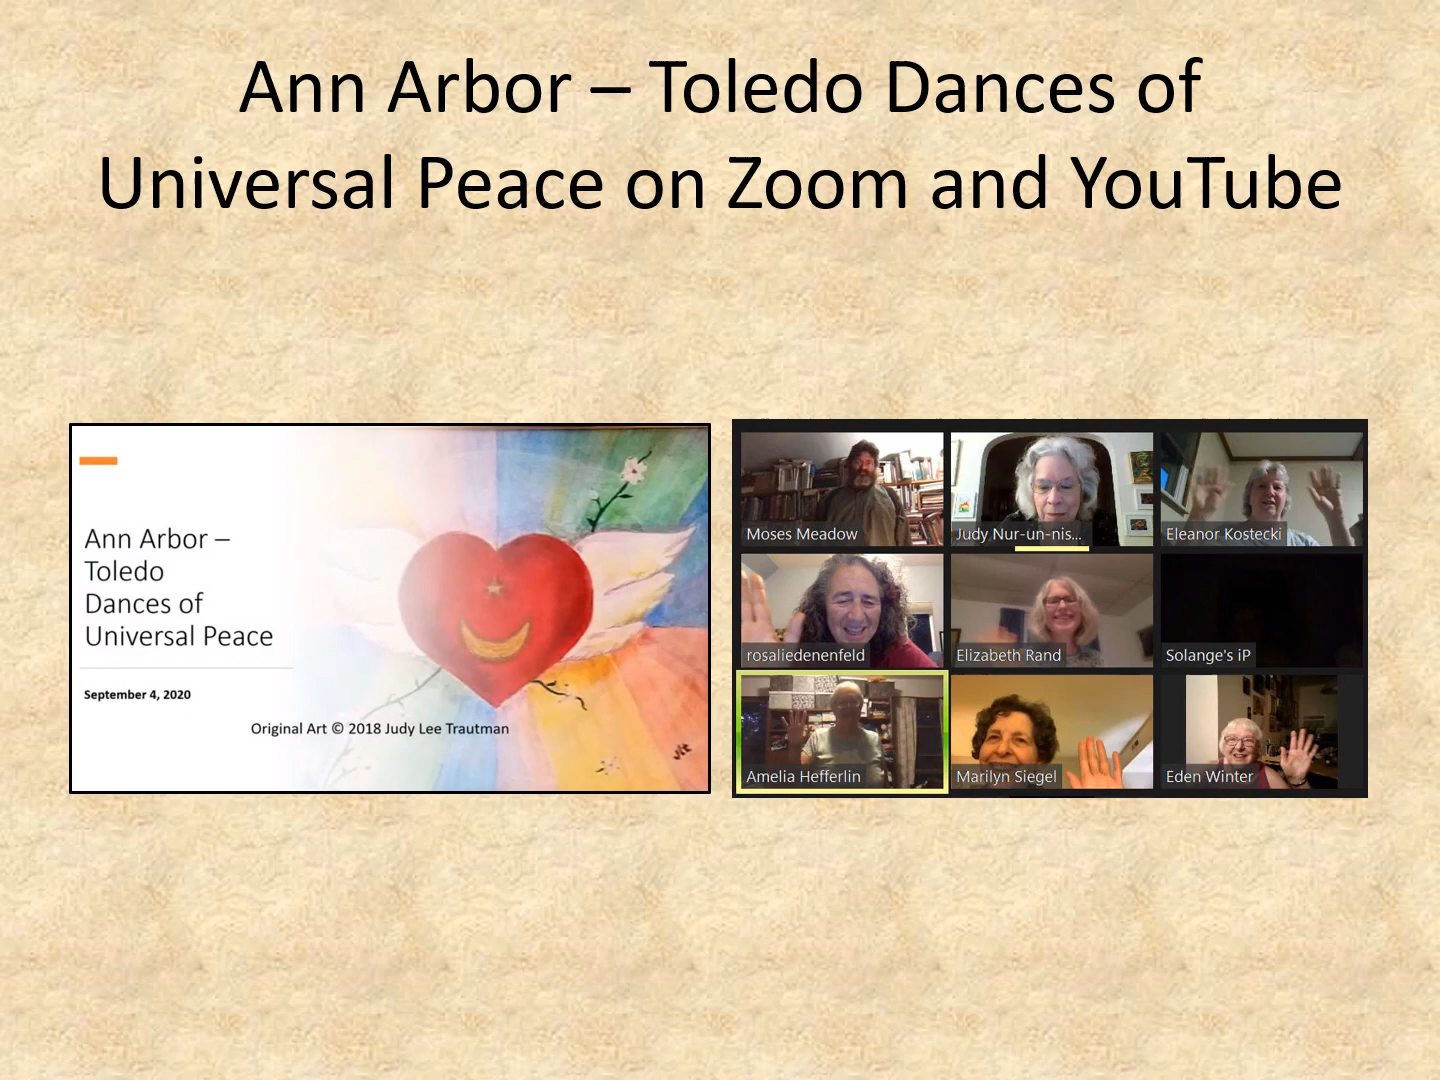 Ann Arbor – Toledo Dances of
Universal Peace on Zoom and YouTube
Ann Arbor –
Toledo
Dances of
Universal Peace
September 4, 2020
Original Art © 2018 Judy Lee Trautman
Moses Meadow
Judy Nur-un-nis...
Eleanor Kostecki
rosaliedenenfeld
Elizabeth Rand
Solange's iP
Amelia Hefferlin
Marilyn Siegel
Eden Winter